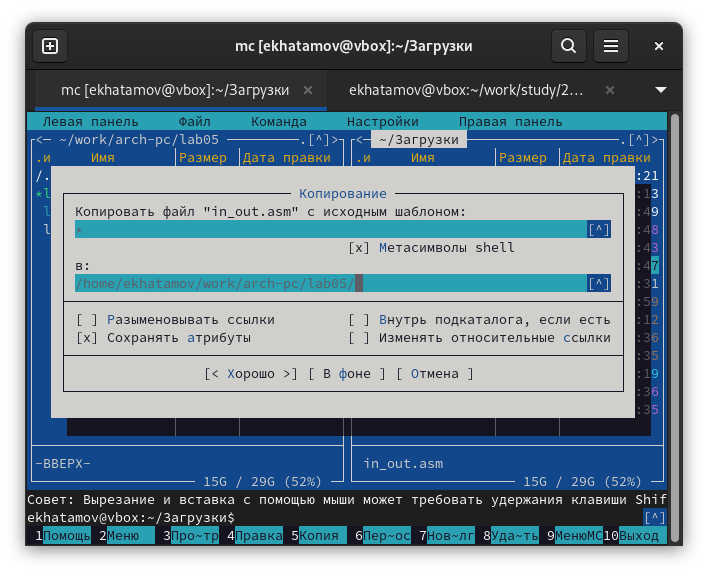 mc [ekhatamov@vbox]:~/Загрузки
mc [ekhatamov@vbox]:~/Загрузки × ekhatamov@vbox:~/work/study/2… ×
Левая панель Файл Команда Настройки Правая панель
<─ ~/work/arch-pc/lab05 ─.[^]> <─ ~/Загрузки ─.[^]>
.и Имя Размер Дата правки .и Имя Размер Дата правки
/. :21
Копирование
*l :13
Копировать файл "in_out.asm" с исходным шаблоном:
l :49
* [^]
l :48
[x] Метасимволы shell
:43
в:
:47
/home/ekhatamov/work/arch-pc/lab05/ [^]
:31
:59
[ ] Разыменовывать ссылки [ ] Внутрь подкаталога, если есть
:12
[x] Сохранять атрибуты [ ] Изменять относительные ссылки
:36
:35
[< Хорошо >] [ В фоне ] [ Отмена ]
:19
:36
:35
-ВВЕРХ- in_out.asm
15G / 29G (52%) 15G / 29G (52%)
Совет: Вырезание и вставка с помощью мыши может требовать удержания клавиши Shif
ekhatamov@vbox:~/Загрузки$ [^]
1Помощь 2Меню 3Про~тр 4Правка 5Копия 6Пер~ос 7Нов~лг 8Уда~ть 9МенюMC 10Выход